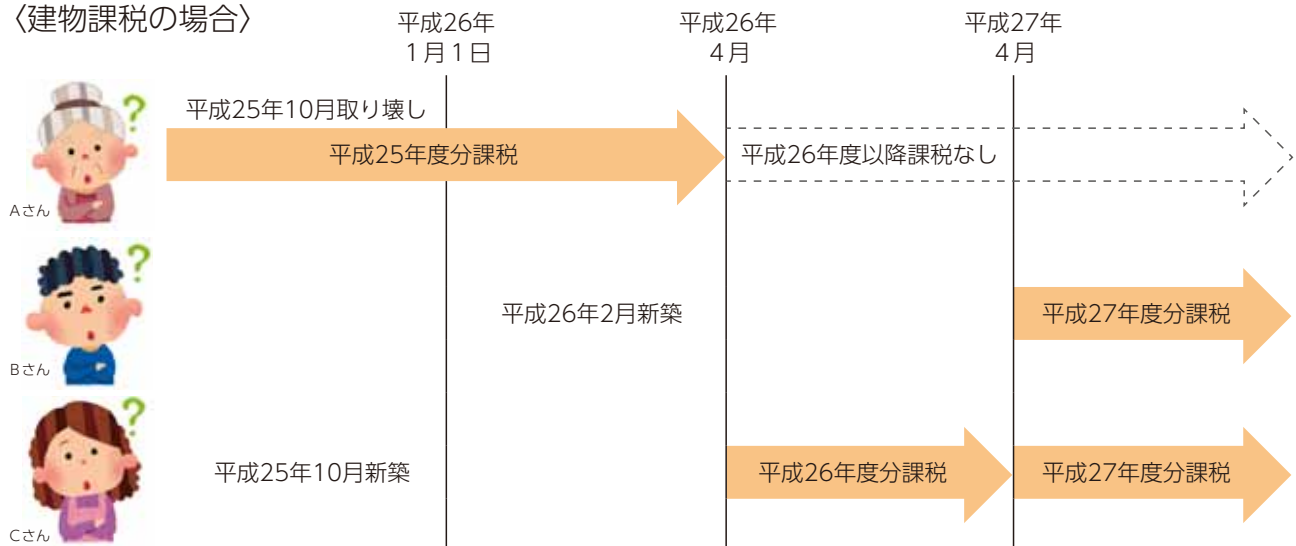 〈建物課税の場合〉
平成26年
1月1日
平成26年
4月
平成27年
4月
平成25年10月取り壊し
平成25年度分課税
平成26年度以降課税なし
?
Aさん
平成26年2月新築
平成27年度分課税
?
Bさん
平成25年10月新築
平成26年度分課税
平成27年度分課税
?
Cさん